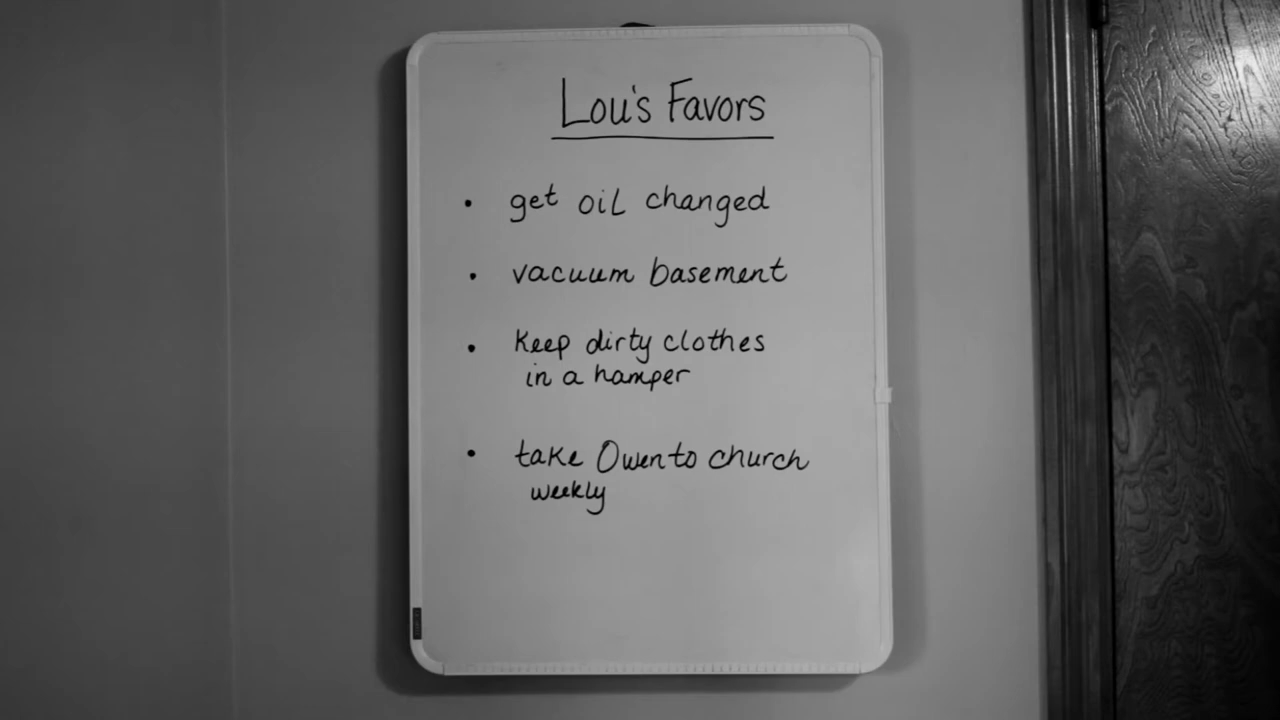 Lou's Favors
• get oil changed
• vacuum basement
• keep dirty clothes
in a hamper
• take Owen to church
weekly